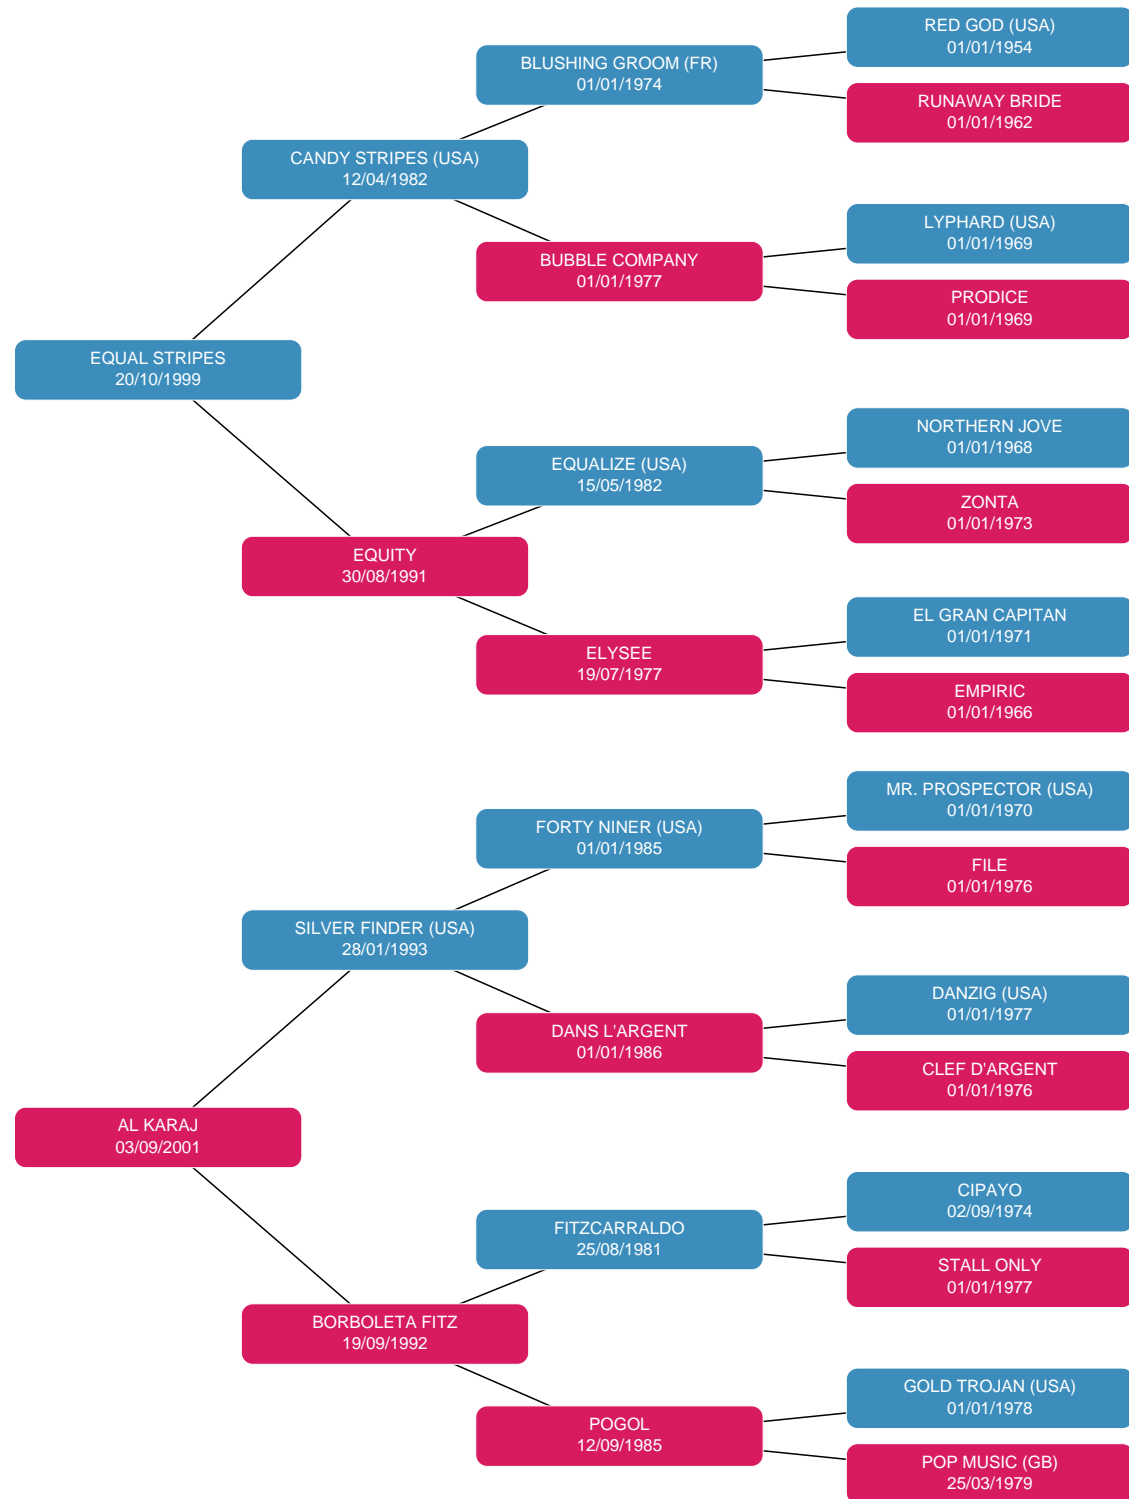 RED GOD (USA)
01/01/1954
BLUSHING GROOM (FR)
01/01/1974
RUNAWAY BRIDE
01/01/1962
CANDY STRIPES (USA)
12/04/1982
LYPHARD (USA)
01/01/1969
BUBBLE COMPANY
01/01/1977
PRODICE
01/01/1969
EQUAL STRIPES
20/10/1999
NORTHERN JOVE
01/01/1968
EQUALIZE (USA)
15/05/1982
ZONTA
01/01/1973
EQUITY
30/08/1991
EL GRAN CAPITAN
01/01/1971
ELYSEE
19/07/1977
EMPIRIC
01/01/1966
MR. PROSPECTOR (USA)
01/01/1970
FORTY NINER (USA)
01/01/1985
FILE
01/01/1976
SILVER FINDER (USA)
28/01/1993
DANZIG (USA)
01/01/1977
DANS L'ARGENT
01/01/1986
CLEF D'ARGENT
01/01/1976
AL KARAJ
03/09/2001
CIPAYO
02/09/1974
FITZCARRALDO
25/08/1981
STALL ONLY
01/01/1977
BORBOLETA FITZ
19/09/1992
GOLD TROJAN (USA)
01/01/1978
POGOL
12/09/1985
POP MUSIC (GB)
25/03/1979